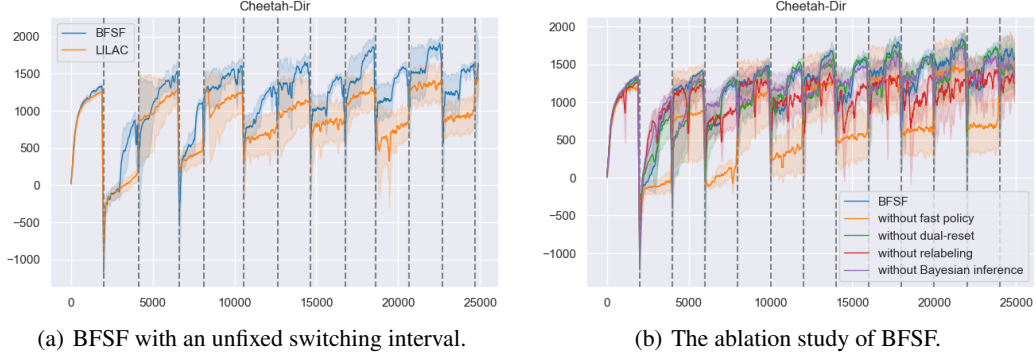 Cheetah-Dir
BFSF
LILAC
2000
1500
1000
500
0
−500
−1000
0
5000
10000
15000
20000
25000
(a) BFSF with an unfixed switching interval.
Cheetah-Dir
2000
1500
1000
500
0
−500
−1000
BFSF
without fast policy
without dual-reset
without relabeling
without Bayesian inference
0
5000
10000
15000
20000
25000
(b) The ablation study of BFSF.